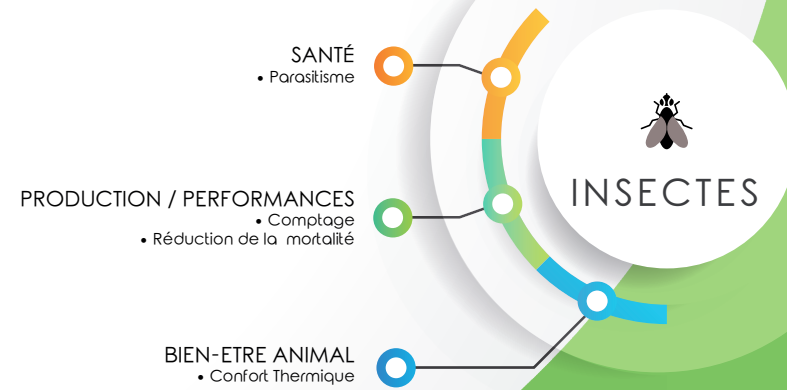 SANTÉ
• Parasitisme
INSECTES
PRODUCTION / PERFORMANCES
• Comptage
• Réduction de la mortalité
BIEN-ETRE ANIMAL
• Confort Thermique